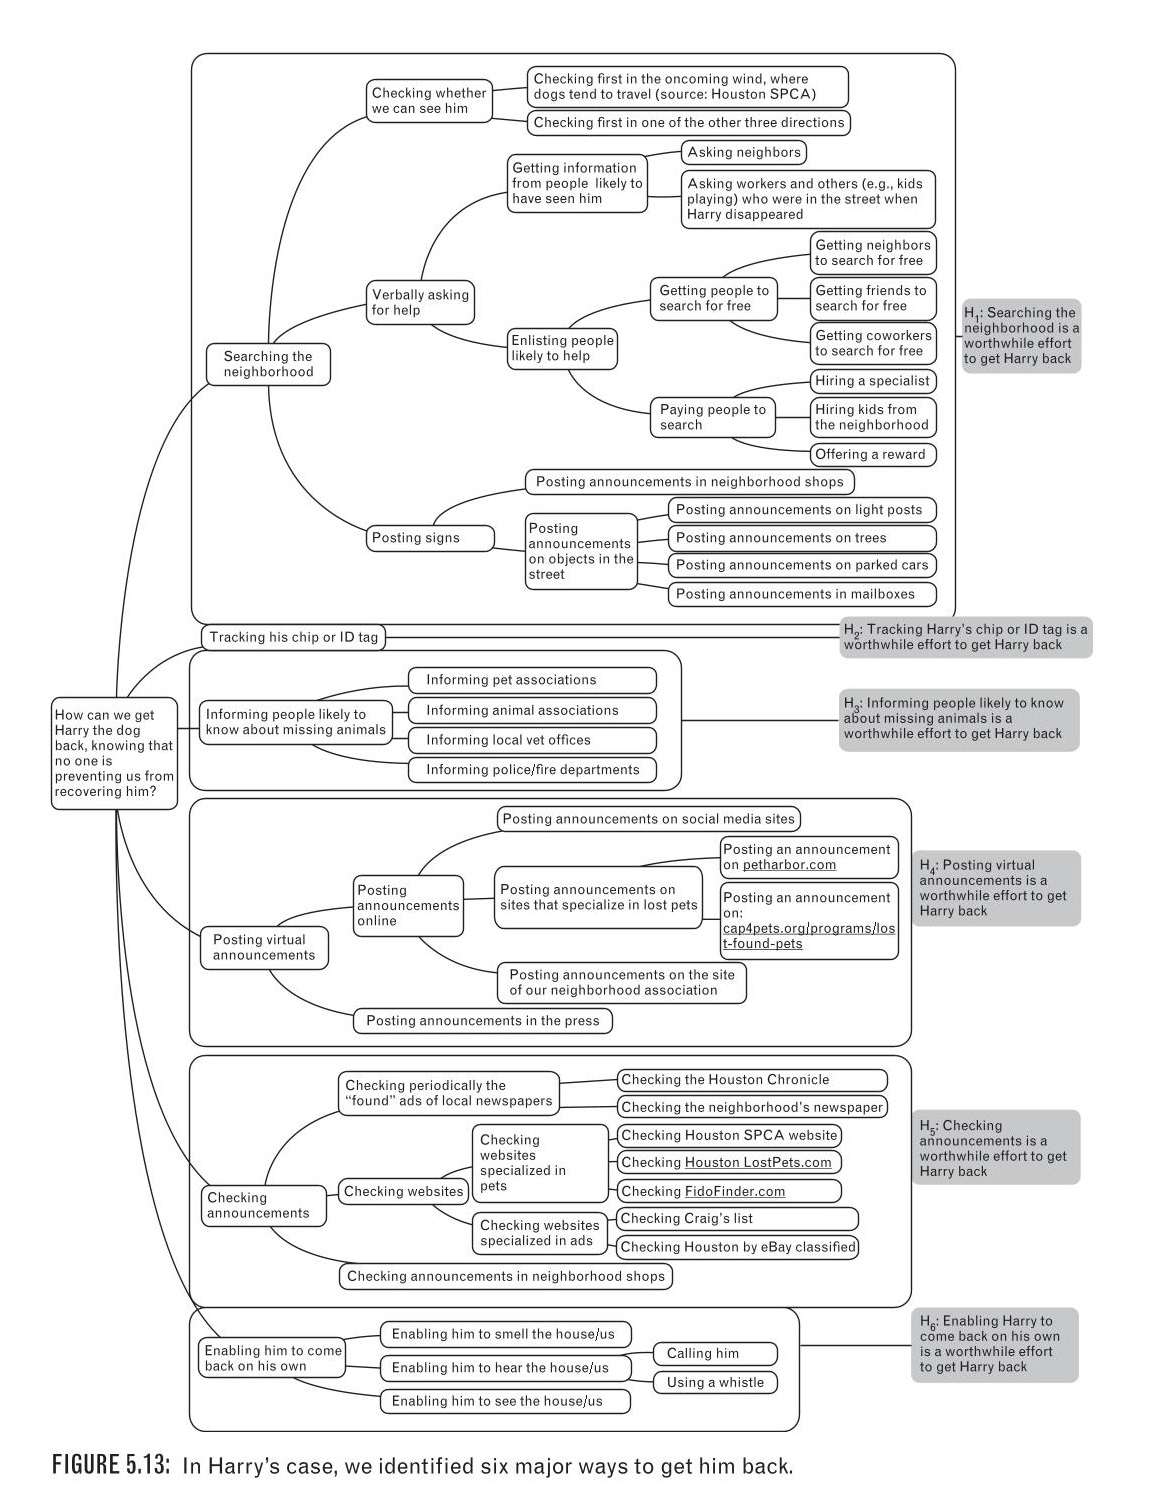 Checking whether
we can see him
Checking first in the oncoming wind, where
dogs tend to travel (source: Houston SPCA)
Checking first in one of the other three directions
Getting information
from people likely to
have seen him
Asking neighbors
Asking workers and others (e.g., kids
playing) who were in the street when
Harry disappeared
Verbally asking
for help
Enlisting people
likely to help
Getting people to
search for free
Getting neighbors
to search for free
Getting friends to
search for free
Getting coworkers
to search for free
Paying people to
search
Hiring a specialist
Hiring kids from
the neighborhood
Offering a reward
Searching the
neighborhood
H1: Searching the
neighborhood is a
worthwhile effort
to get Harry back
Posting signs
Posting announcements in neighborhood shops
Posting
announcements
on objects in the
street
Posting announcements on light posts
Posting announcements on trees
Posting announcements on parked cars
Posting announcements in mailboxes
Tracking his chip or ID tag
H2: Tracking Harry's chip or ID tag is a
worthwhile effort to get Harry back
How can we get
Harry the dog
back, knowing that
no one is
preventing us from
recovering him?
Informing people likely to
know about missing animals
Informing pet associations
Informing animal associations
Informing local vet offices
Informing police/fire departments
H3: Informing people likely to know
about missing animals is a
worthwhile effort to get Harry back
Posting virtual
announcements
Posting
announcements
online
Posting announcements on social media sites
Posting announcements on
sites that specialize in lost pets
Posting an announcement
on petharbor.com
Posting an announcement
on:
cap4pets.org/programs/los
t-found-pets
Posting announcements on the site
of our neighborhood association
Posting announcements in the press
H4: Posting virtual
announcements is a
worthwhile effort to get
Harry back
Checking
announcements
Checking periodically the
“found” ads of local newspapers
Checking the Houston Chronicle
Checking the neighborhood's newspaper
Checking websites
Checking
websites
specialized in
pets
Checking Houston SPCA website
Checking Houston LostPets.com
Checking FidoFinder.com
Checking websites
specialized in ads
Checking Craig's list
Checking Houston by eBay classified
Checking announcements in neighborhood shops
H5: Checking
announcements is a
worthwhile effort to get
Harry back
Enabling him to come
back on his own
Enabling him to smell the house/us
Enabling him to hear the house/us
Calling him
Using a whistle
Enabling him to see the house/us
H6: Enabling Harry to
come back on his own
is a worthwhile effort
to get Harry back
FIGURE 5.13: In Harry's case, we identified six major ways to get him back.